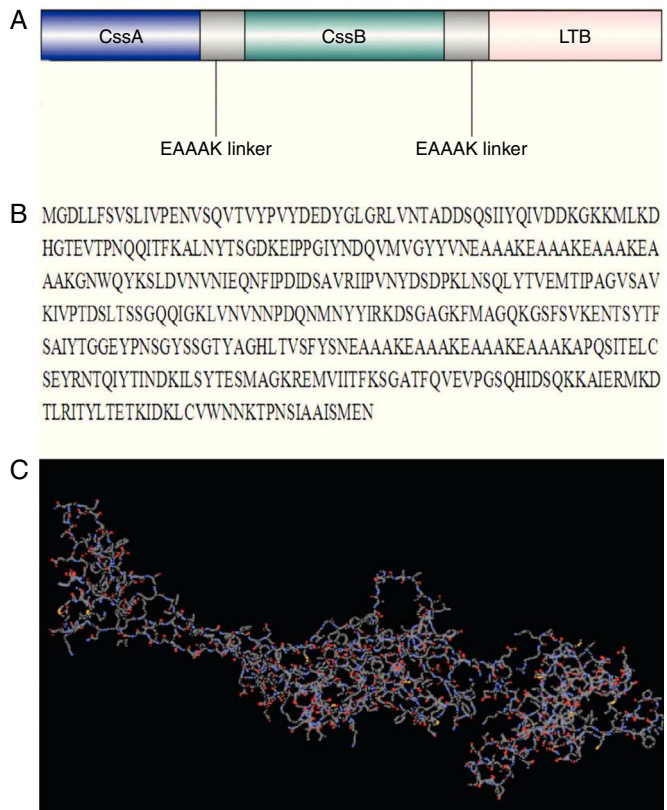 A
CssA CssB LTB
EAAAK linker EAAAK linker
B
MGDLLFSVSLIVPENVSQVTVYPVYDEDYGLGRLVNTADDSQSIIYQIVDDKGKKMLKD
HGTEVTPNQQITFKALNYTSGDKEIPPGIYNDQVMVGYYVNEAAAKEAAAKEAAAKEA
AAKGNWQYKSLDVNVNIEQNFIPDIDSAVRIIPVNYDSDPKLNSQLYTVEMTIPAGVSAV
KIVPTDSLTSSGQQIGKLVNVNNPDQNMNYYIRKDSGAGKFMAGQKGSFSVKENTSYTF
SAIYTGGEYPNSGYSSGTYAGHLTVSFYSNEAAAKEAAAKEAAAKEAAAKAPQSITELC
SEYRNTQIYTINDKILSYTESMAGKREMVIITFKSGATFQVEVPGSQHIDSQKKAIERMKD
TLRITYLTETKIDKLCVWNNKTPNSIAAISMEN
C